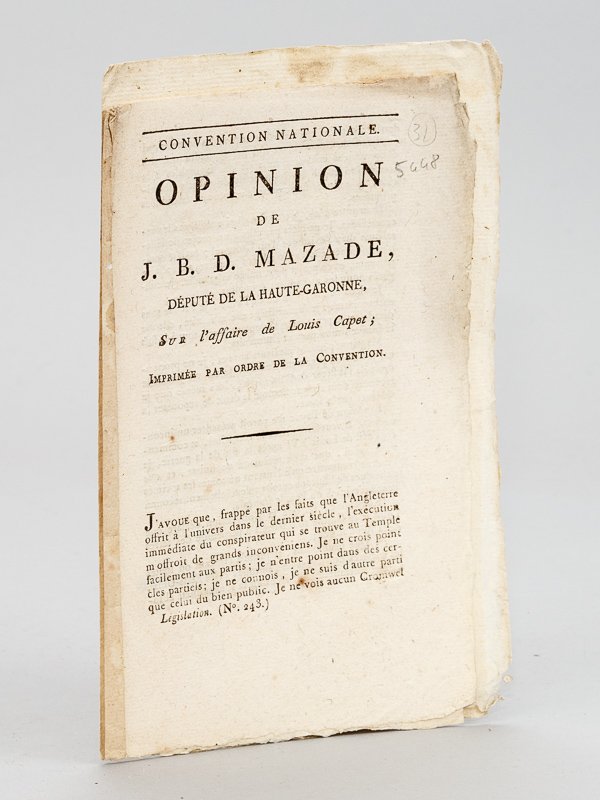 CONVENTION NATIONALE.
31
5448
OPINION
DE
J. B. D. MAZADE,
DÉPUTÉ DE LA HAUTE-GARONNE,
SUR l'affaire de Louis Capet;
IMPRIMÉE PAR ORDRE DE LA CONVENTION.
J'AVOUE que, frappé par les faits que l'Angleterre
offrit à l'univers dans le dernier siècle, l'exécution
immédiate du conspirateur qui se trouve au Temple
m'offroit de grands inconvéniens. Je ne crois point
facilement aux partis; je n'entre point dans des cer-
cles partiels; je ne connois, je ne suis d'autre parti
que celui du bien public. Je ne vois aucun Cromwel
Législation. (N°. 243.)